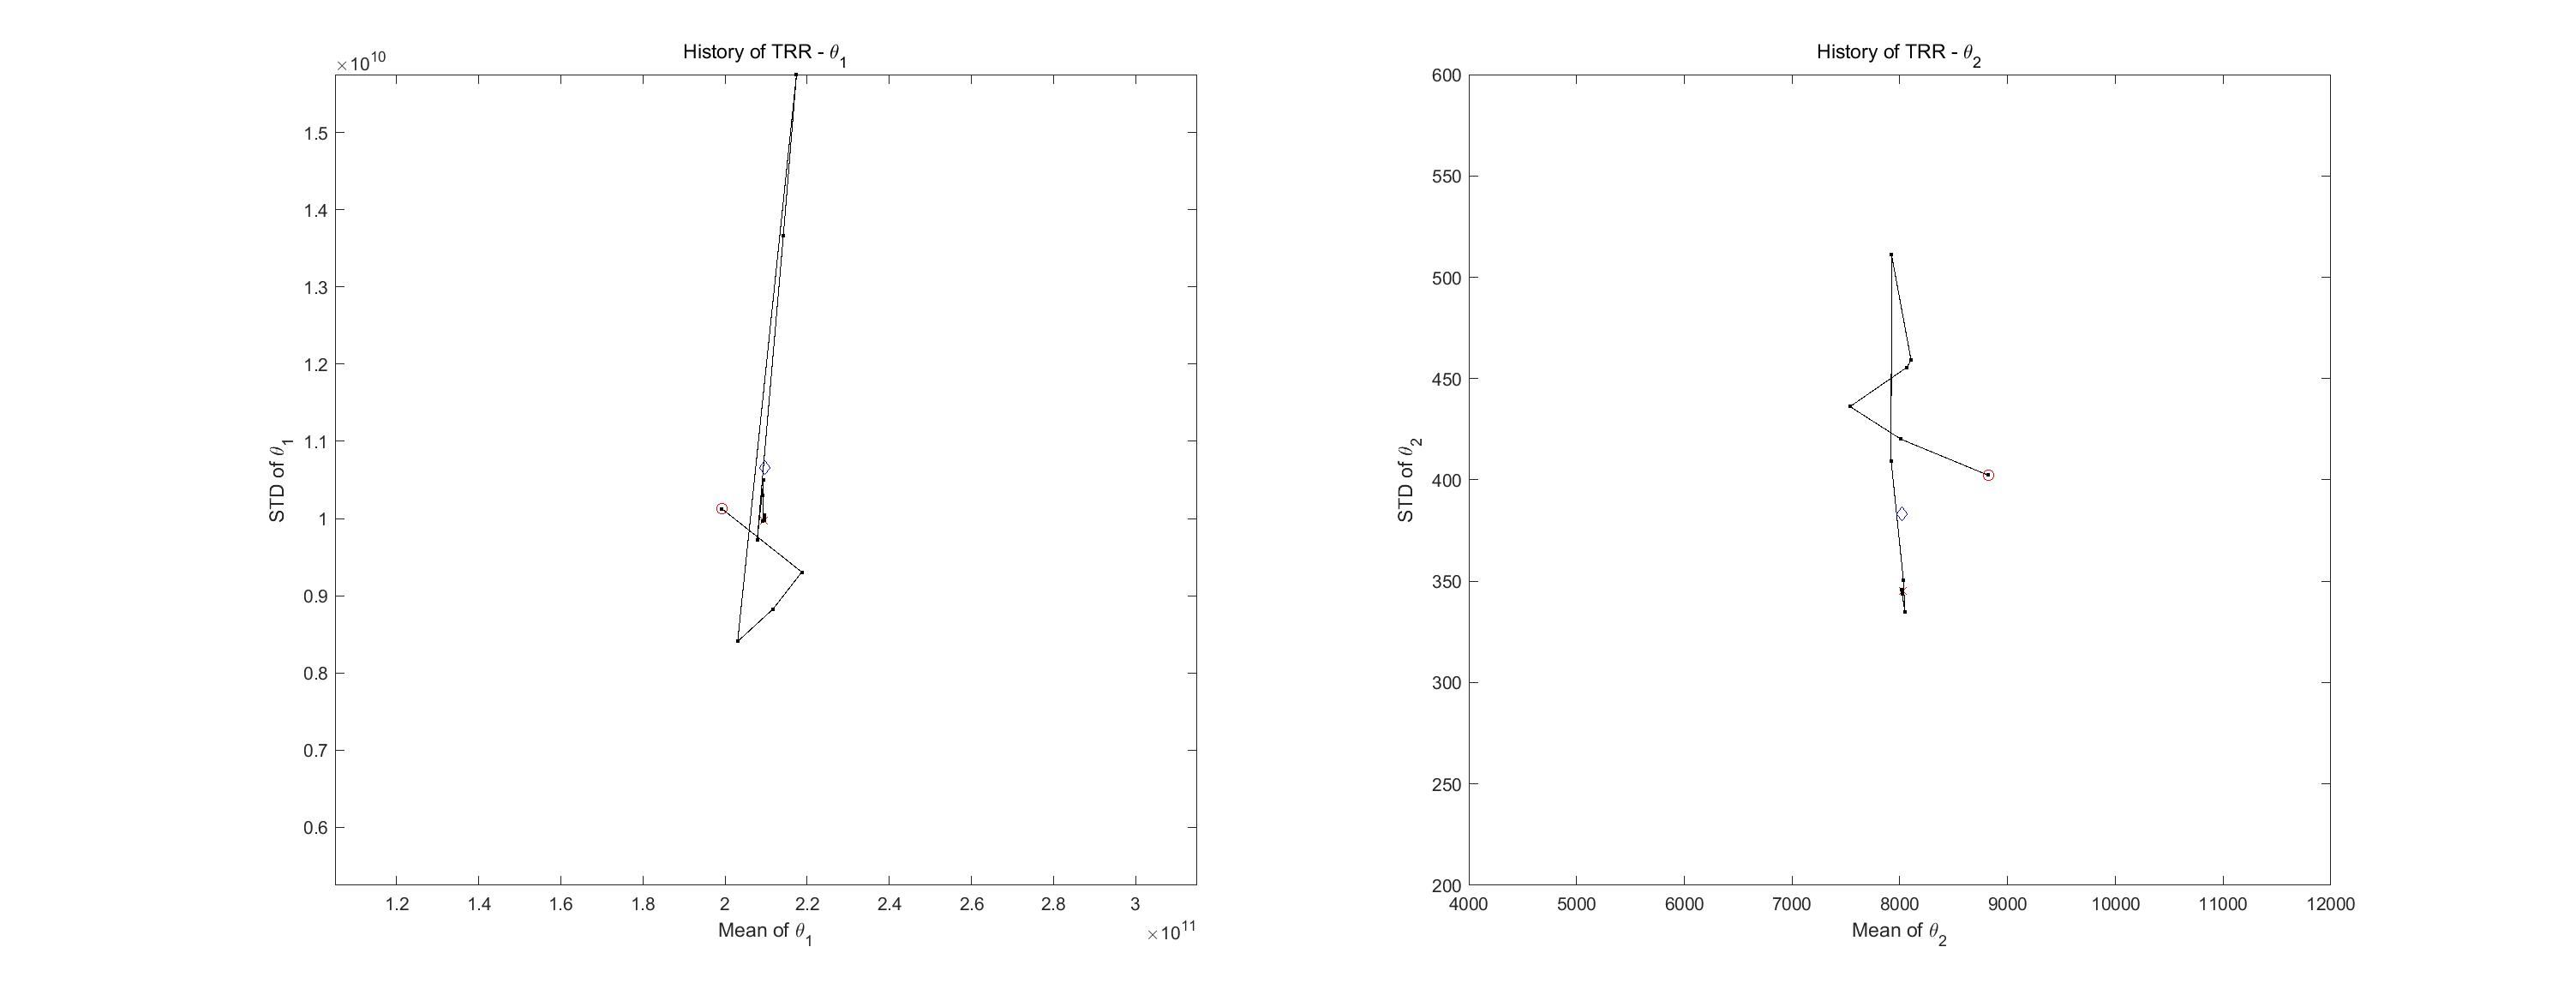 History of TRR - θ1
×10^10
1.5
1.4
1.3
1.2
1.1
1
0.9
0.8
0.7
0.6
STD of θ1
1.2 1.4 1.6 1.8 2 2.2 2.4 2.6 2.8 3
Mean of θ1
×10^11
History of TRR - θ2
600
550
500
450
400
350
300
250
200
STD of θ2
4000 5000 6000 7000 8000 9000 10000 11000 12000
Mean of θ2